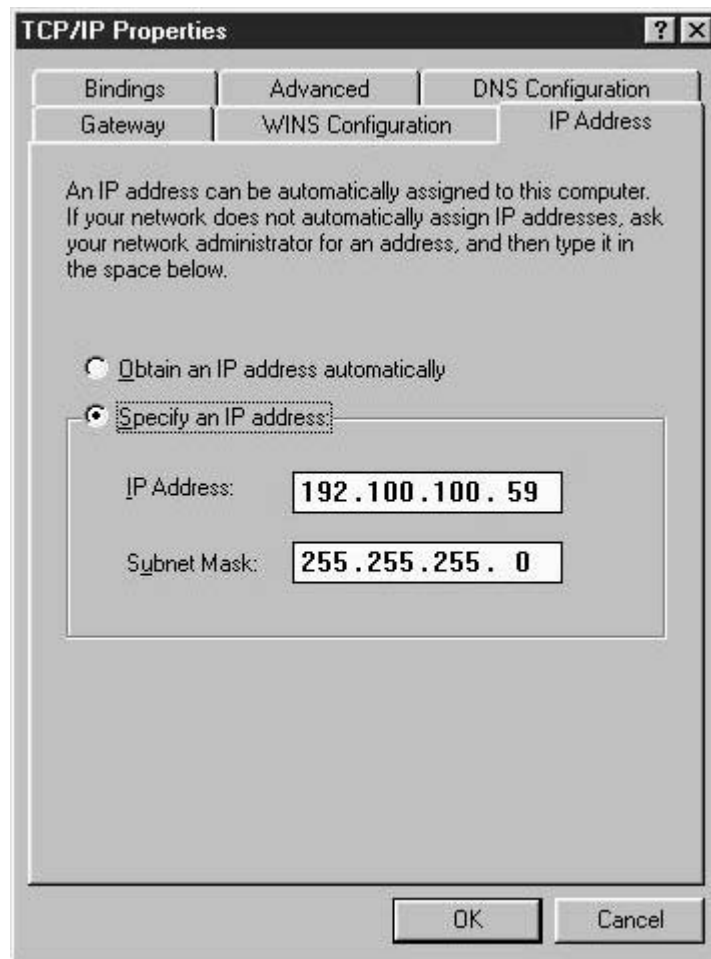 TCP/IP Properties
Bindings Advanced DNS Configuration
Gateway WINS Configuration IP Address
An IP address can be automatically assigned to this computer.
If your network does not automatically assign IP addresses, ask
your network administrator for an address, and then type it in
the space below.
Obtain an IP address automatically
Specify an IP address:
IP Address: 192.100.100. 59
Subnet Mask: 255.255.255. 0
OK Cancel